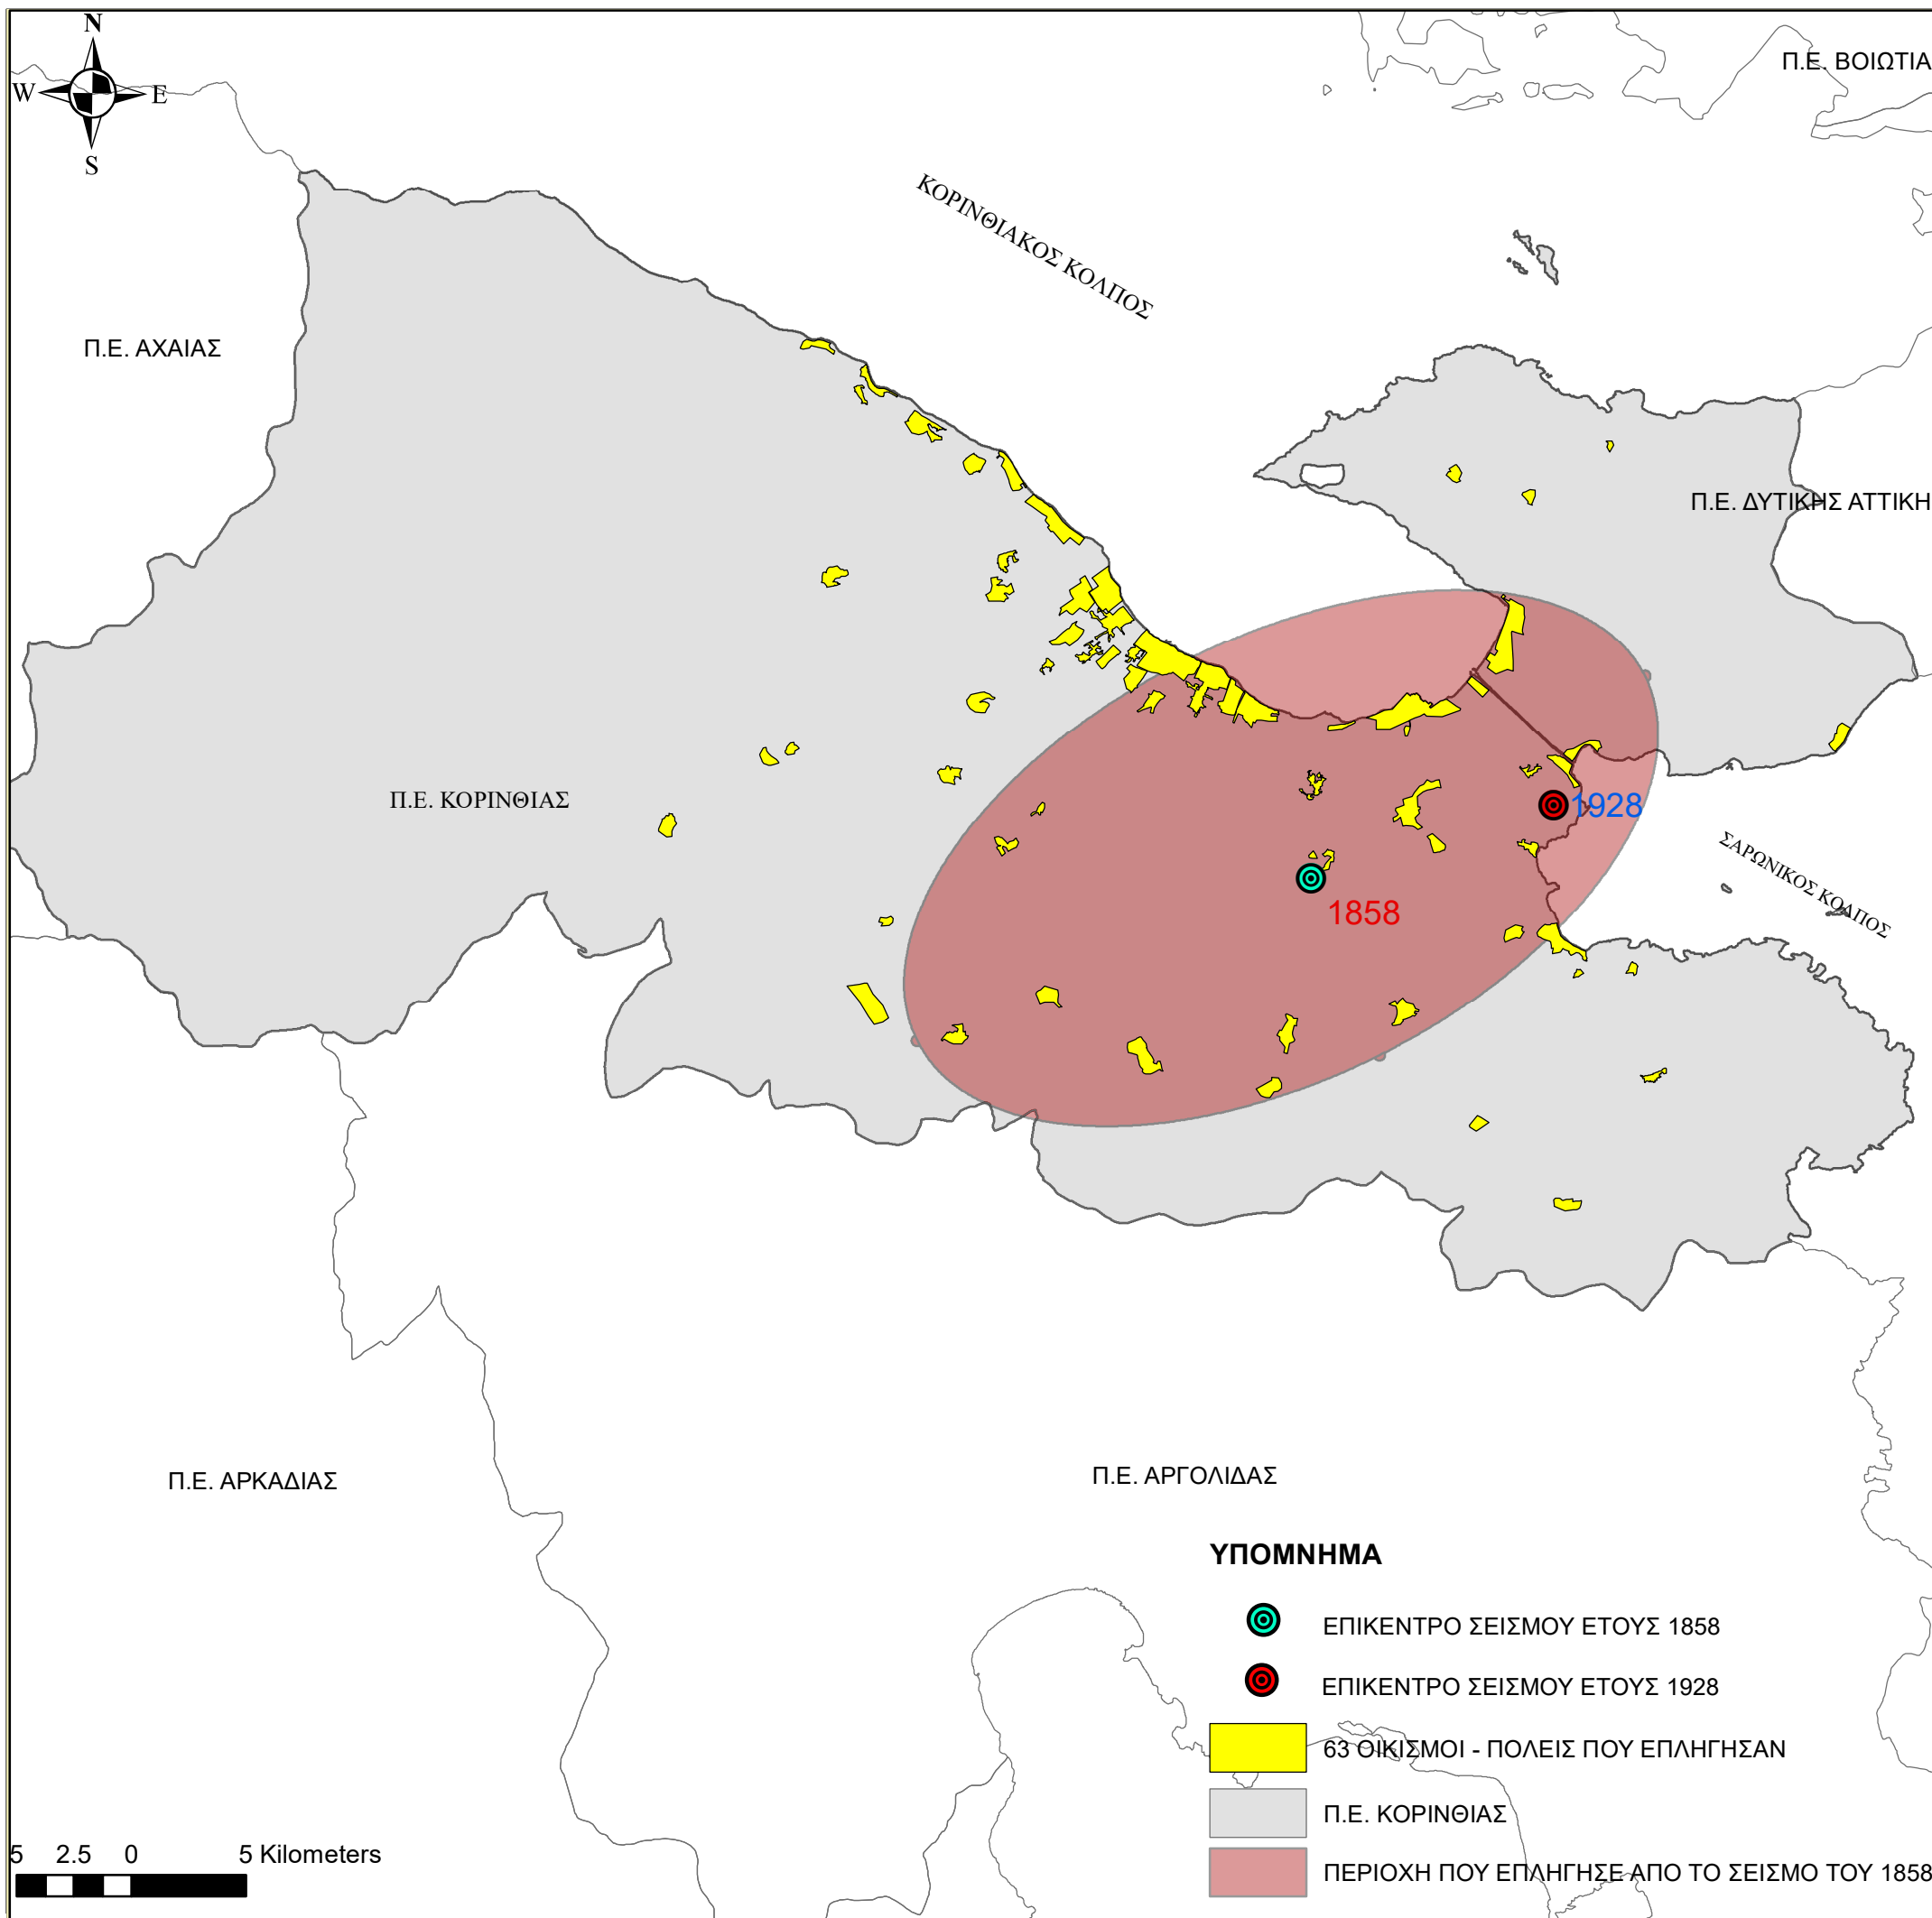 N
W E
S
Π.Ε. ΒΟΙΩΤΙΑ
ΚΟΡΙΝΘΙΑΚΟΣ ΚΟΛΠΟΣ
Π.Ε. ΑΧΑΙΑΣ
Π.Ε. ΔΥΤΙΚΗΣ ΑΤΤΙΚΗ
Π.Ε. ΚΟΡΙΝΘΙΑΣ
1928
ΣΑΡΩΝΙΚΟΣ ΚΟΛΠΟΣ
1858
Π.Ε. ΑΡΚΑΔΙΑΣ
Π.Ε. ΑΡΓΟΛΙΔΑΣ
ΥΠΟΜΝΗΜΑ
ΕΠΙΚΕΝΤΡΟ ΣΕΙΣΜΟΥ ΕΤΟΥΣ 1858
ΕΠΙΚΕΝΤΡΟ ΣΕΙΣΜΟΥ ΕΤΟΥΣ 1928
63 ΟΙΚΙΣΜΟΙ - ΠΟΛΕΙΣ ΠΟΥ ΕΠΛΗΓΗΣΑΝ
Π.Ε. ΚΟΡΙΝΘΙΑΣ
ΠΕΡΙΟΧΗ ΠΟΥ ΕΠΛΗΓΗΣΕ ΑΠΟ ΤΟ ΣΕΙΣΜΟ ΤΟΥ 1858
5 2.5 0 5 Kilometers